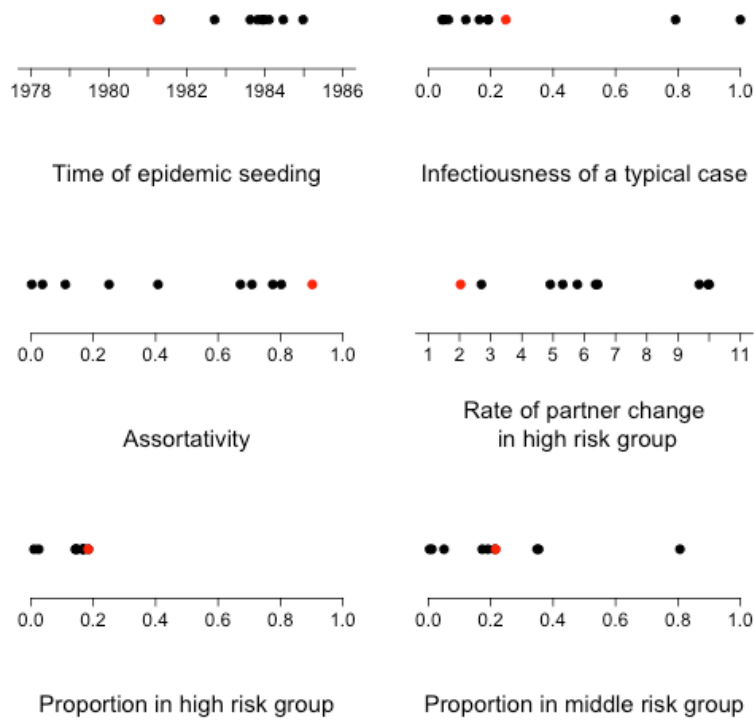 1978 1980 1982 1984 1986
0.0 0.2 0.4 0.6 0.8 1.0
Time of epidemic seeding
Infectiousness of a typical case
0.0 0.2 0.4 0.6 0.8 1.0
1 2 3 4 5 6 7 8 9 11
Assortativity
Rate of partner change
in high risk group
0.0 0.2 0.4 0.6 0.8 1.0
0.0 0.2 0.4 0.6 0.8 1.0
Proportion in high risk group
Proportion in middle risk group